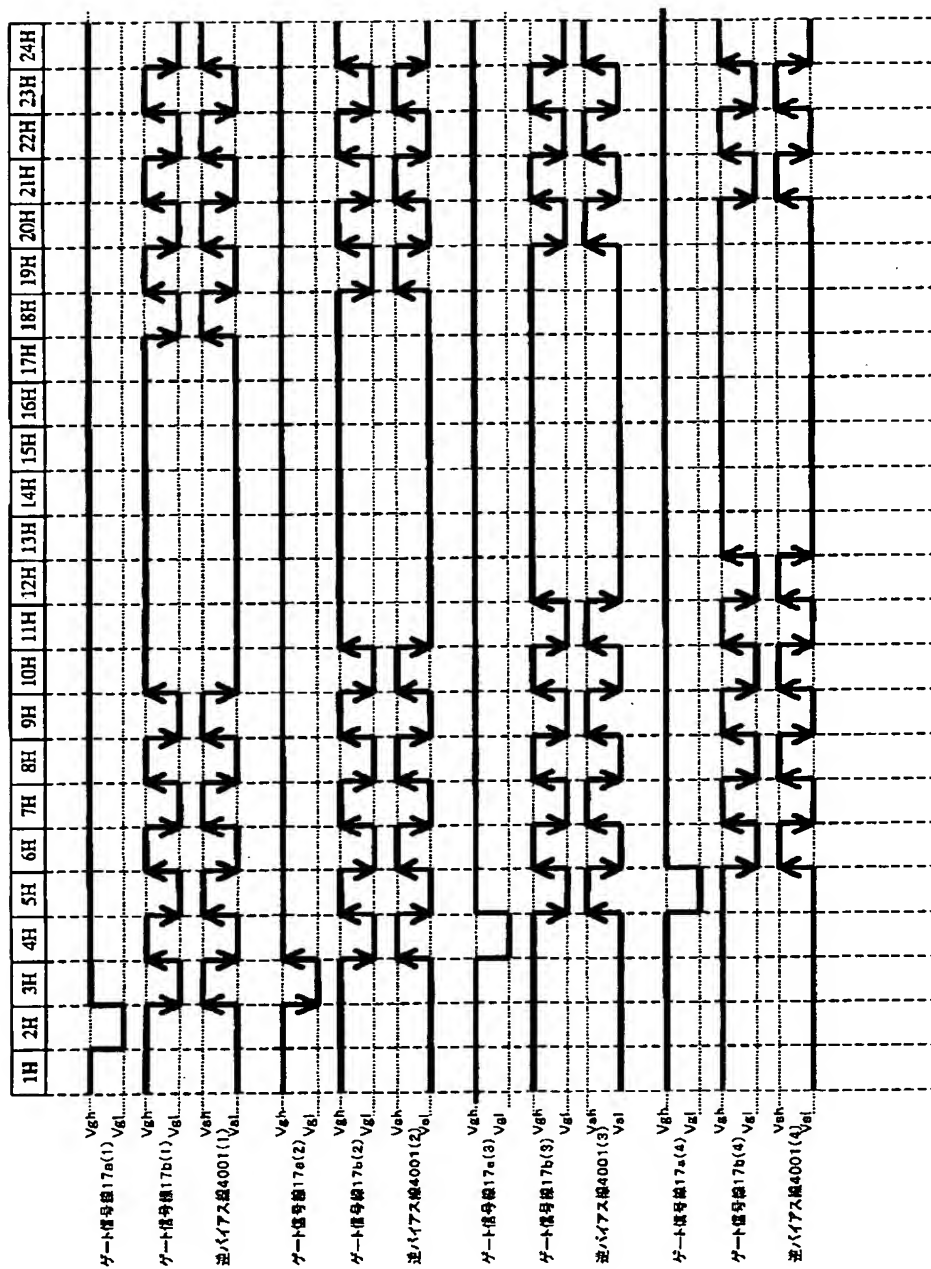 1H 2H 3H 4H 5H 6H 7H 8H 9H 10H 11H 12H 13H 14H 15H 16H 17H 18H 19H 20H 21H 22H 23H 24H
Vgh
ゲート信号線17a(1) Vgl
Vgh
ゲート信号線17b(1) Vgl
Vsh
逆バイアス線4001(1) Vsl
Vgh
ゲート信号線17a(2) Vgl
Vgh
ゲート信号線17b(2) Vgl
Vsh
逆バイアス線4001(2) Vsl
Vgh
ゲート信号線17a(3) Vgl
Vgh
ゲート信号線17b(3) Vgl
Vsh
逆バイアス線4001(3) Vsl
Vgh
ゲート信号線17a(4) Vgl
Vgh
ゲート信号線17b(4) Vgl
Vsh
逆バイアス線4001(4) Vsl